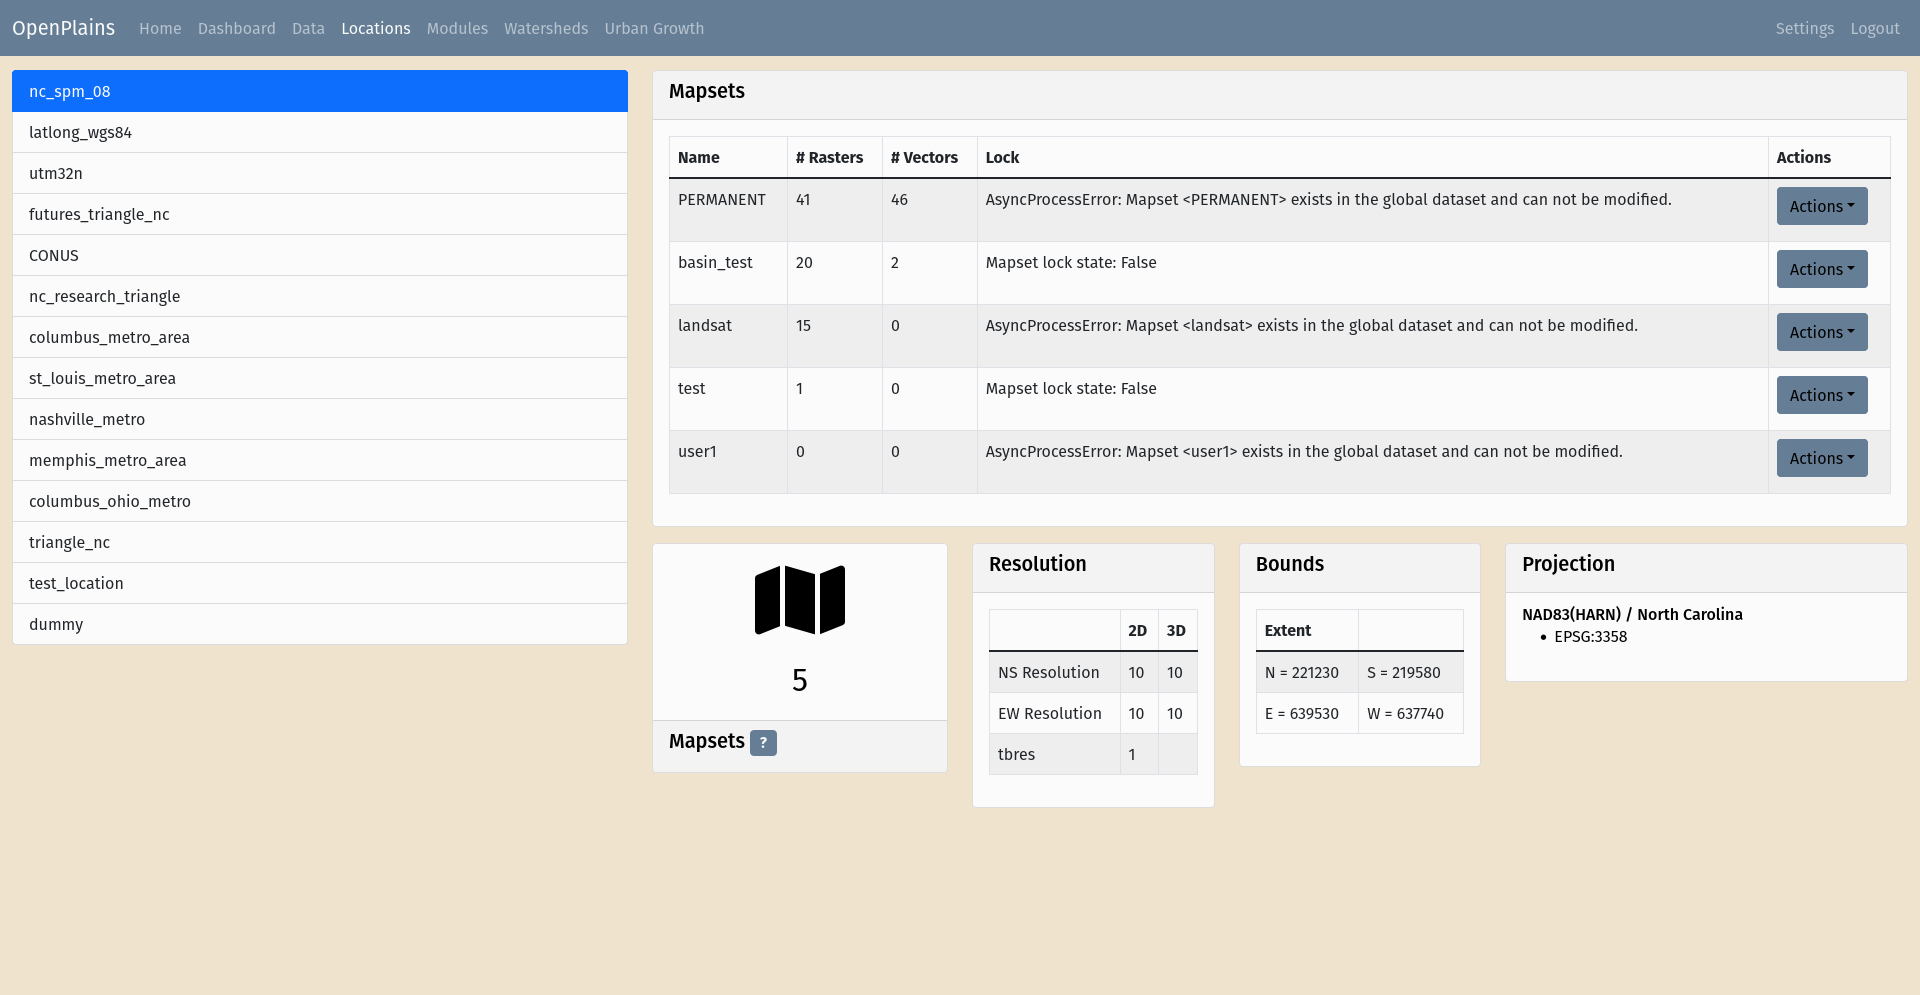 OpenPlains Home Dashboard Data Locations Modules Watersheds Urban Growth Settings Logout
nc_spm_08
latlong_wgs84
utm32n
futures_triangle_nc
CONUS
nc_research_triangle
columbus_metro_area
st_louis_metro_area
nashville_metro
memphis_metro_area
columbus_ohio_metro
triangle_nc
test_location
dummy
Mapsets
Name # Rasters # Vectors Lock Actions
PERMANENT 41 46 AsyncProcessError: Mapset <PERMANENT> exists in the global dataset and can not be modified. Actions
basin_test 20 2 Mapset lock state: False Actions
landsat 15 0 AsyncProcessError: Mapset <landsat> exists in the global dataset and can not be modified. Actions
test 1 0 Mapset lock state: False Actions
user1 0 0 AsyncProcessError: Mapset <user1> exists in the global dataset and can not be modified. Actions
5
Mapsets ?
Resolution
2D 3D
NS Resolution 10 10
EW Resolution 10 10
tbres 1
Bounds
Extent
N = 221230 S = 219580
E = 639530 W = 637740
Projection
NAD83(HARN) / North Carolina
• EPSG:3358